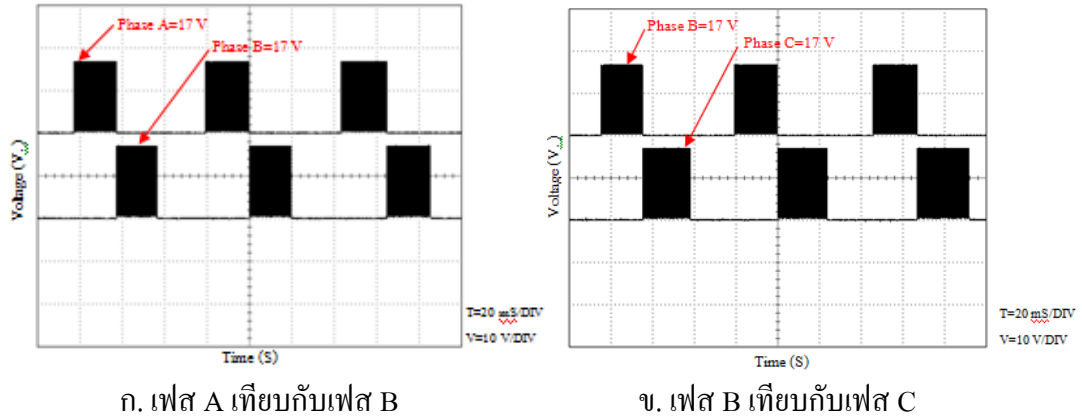 Phase A=17 V
Phase B=17 V
Voltage (V.)
T=20 mS/DIV
V=10 V/DIV
Time (S)
ก. เฟส A เทียบกับเฟส B
Phase B=17 V
Phase C=17 V
Voltage (V.)
T=20 mS/DIV
V=10 V/DIV
Time (S)
ข. เฟส B เทียบกับเฟส C